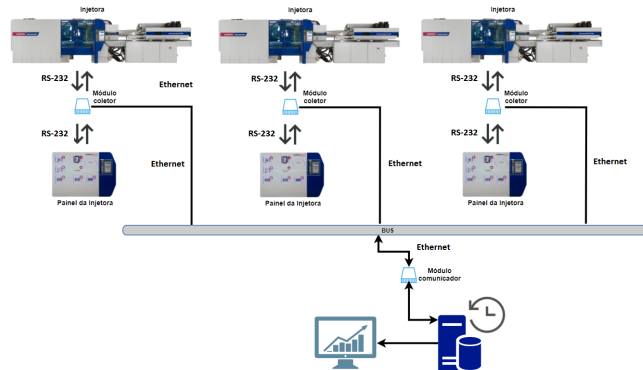 Injetora
Injetora
Injetora
RS-232
Ethernet
RS-232
RS-232
Módulo
coletor
Módulo
coletor
Módulo
coletor
RS-232
RS-232
RS-232
Ethernet
Ethernet
Ethernet
Painel da Injetora
Painel da Injetora
Painel da Injetora
BUS
Ethernet
Módulo
comunicador